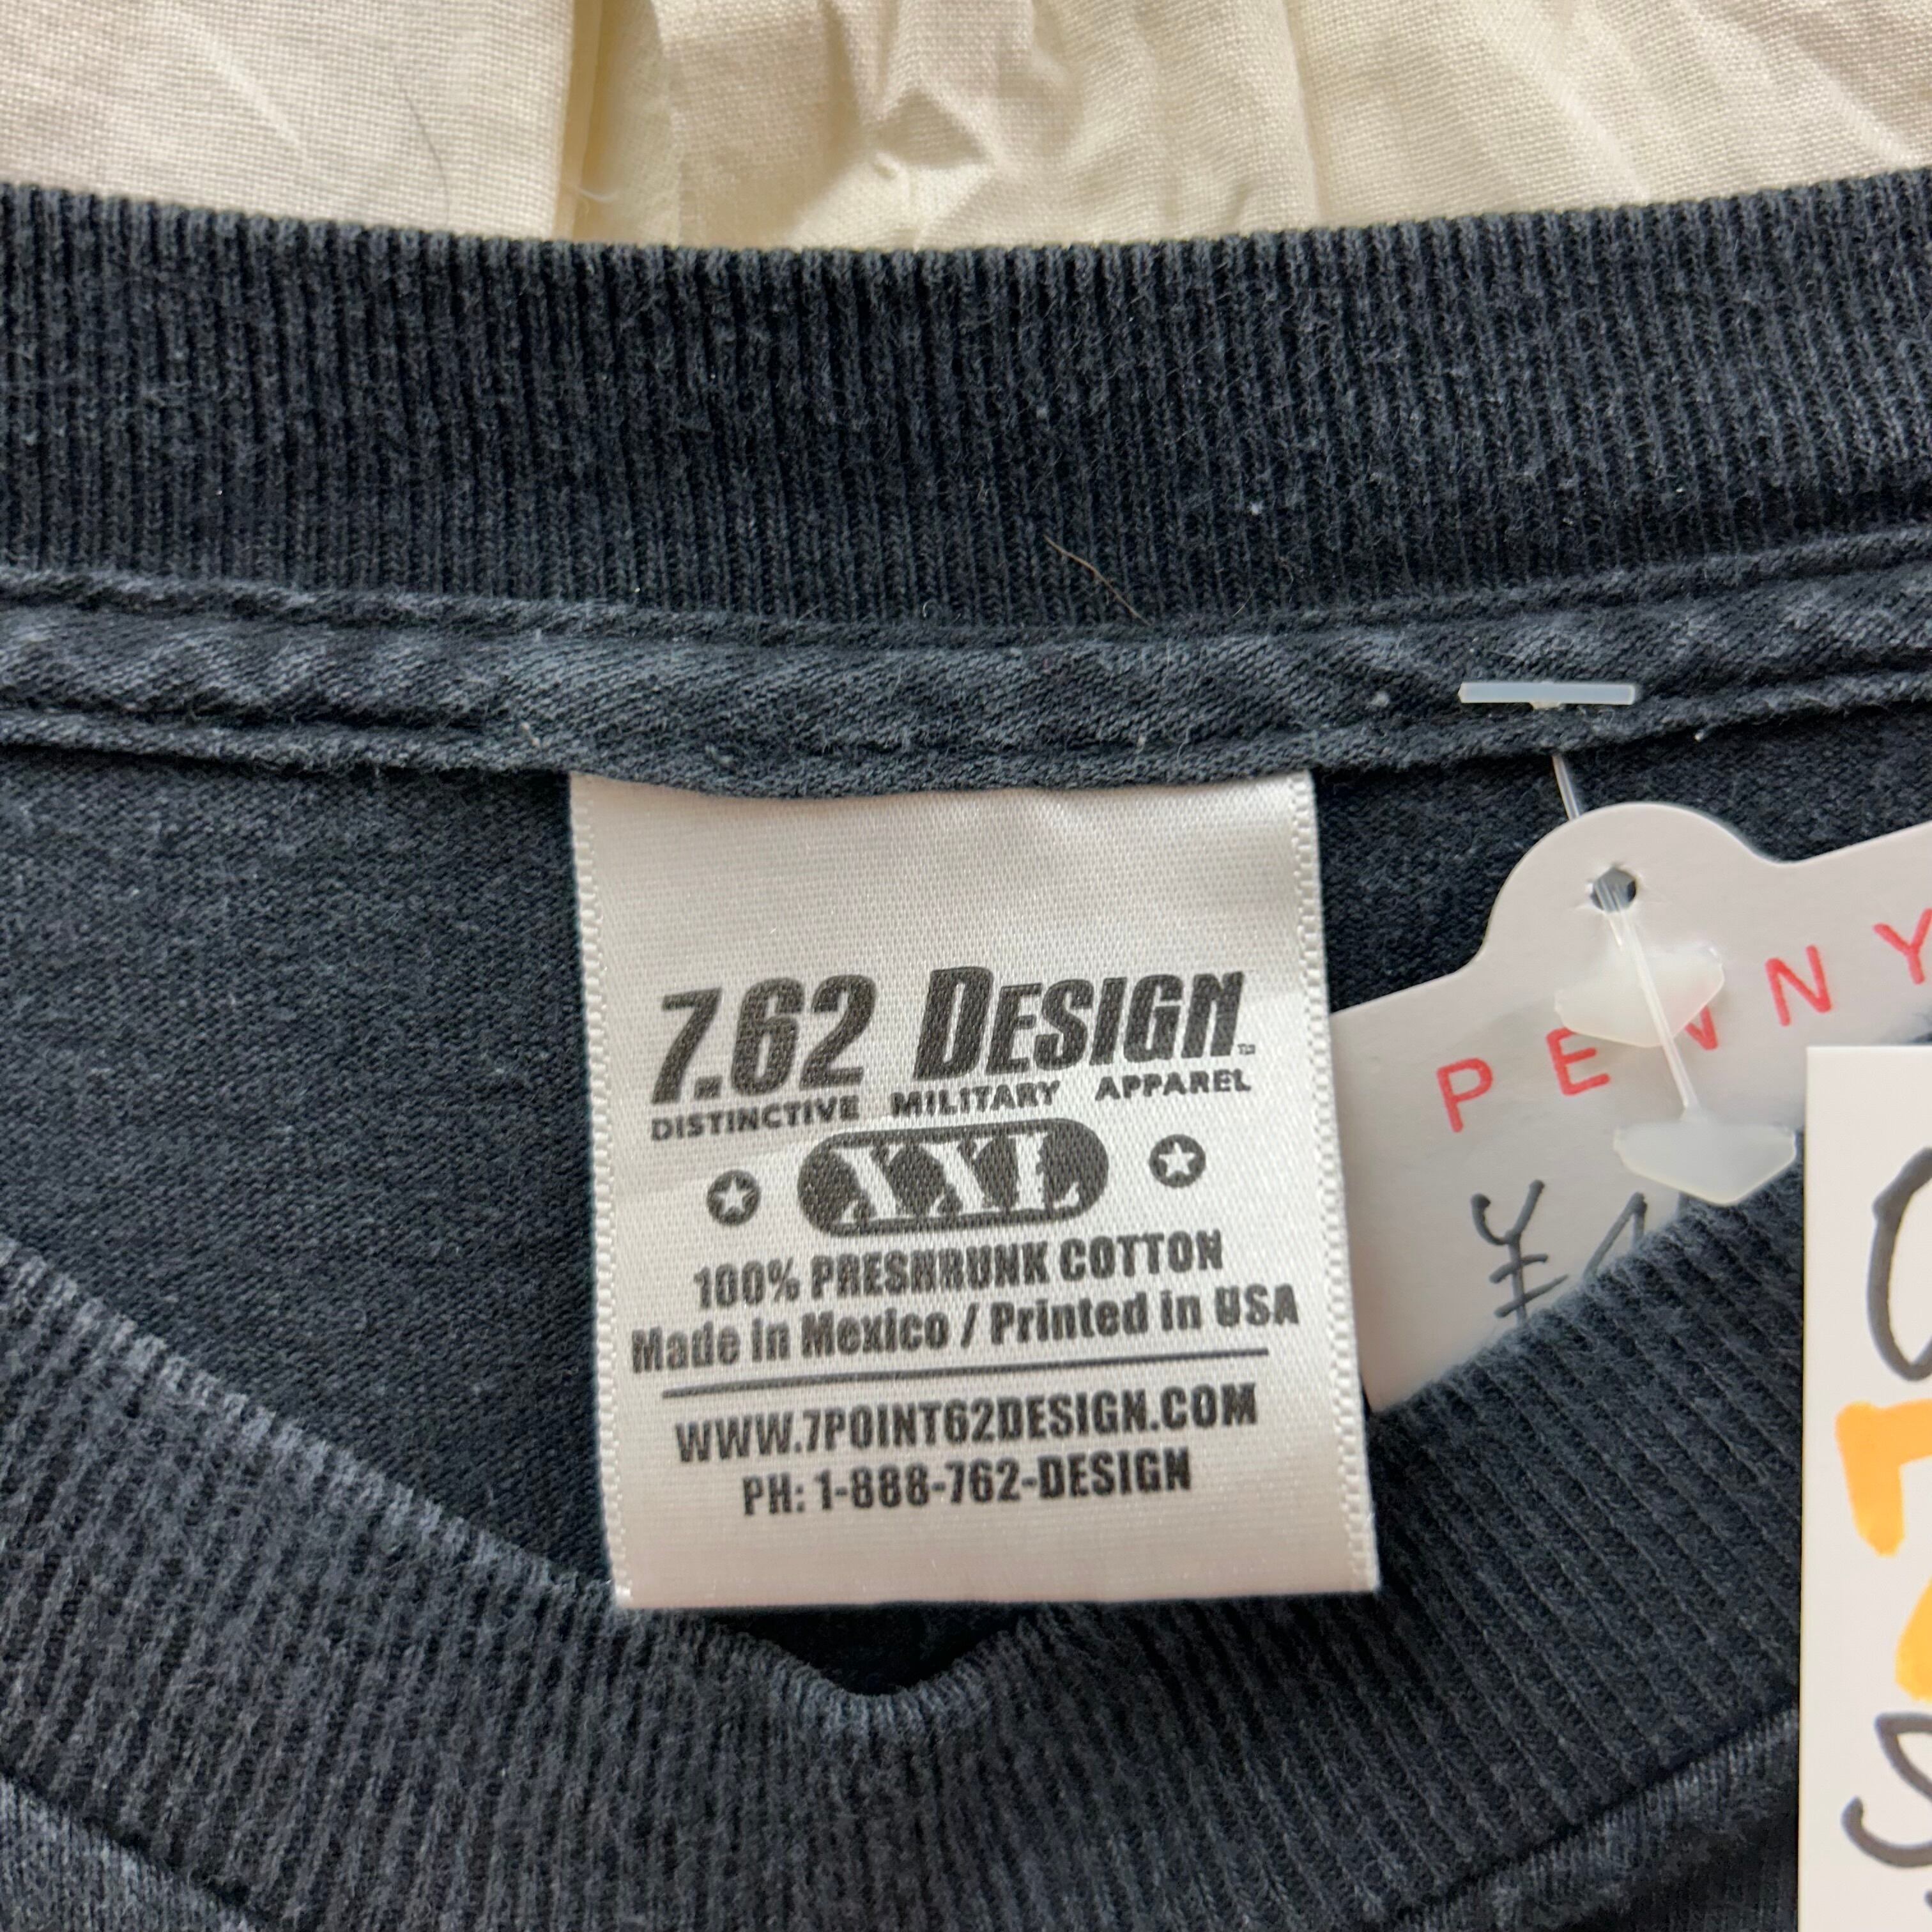 7.62 DESIGN™
DISTINCTIVE MILITARY APPAREL
XXL
100% PRESHRUNK COTTON
Made in Mexico / Printed in USA
WWW.7POINT62DESIGN.COM
PH: 1-888-762-DESIGN
PENNY
¥